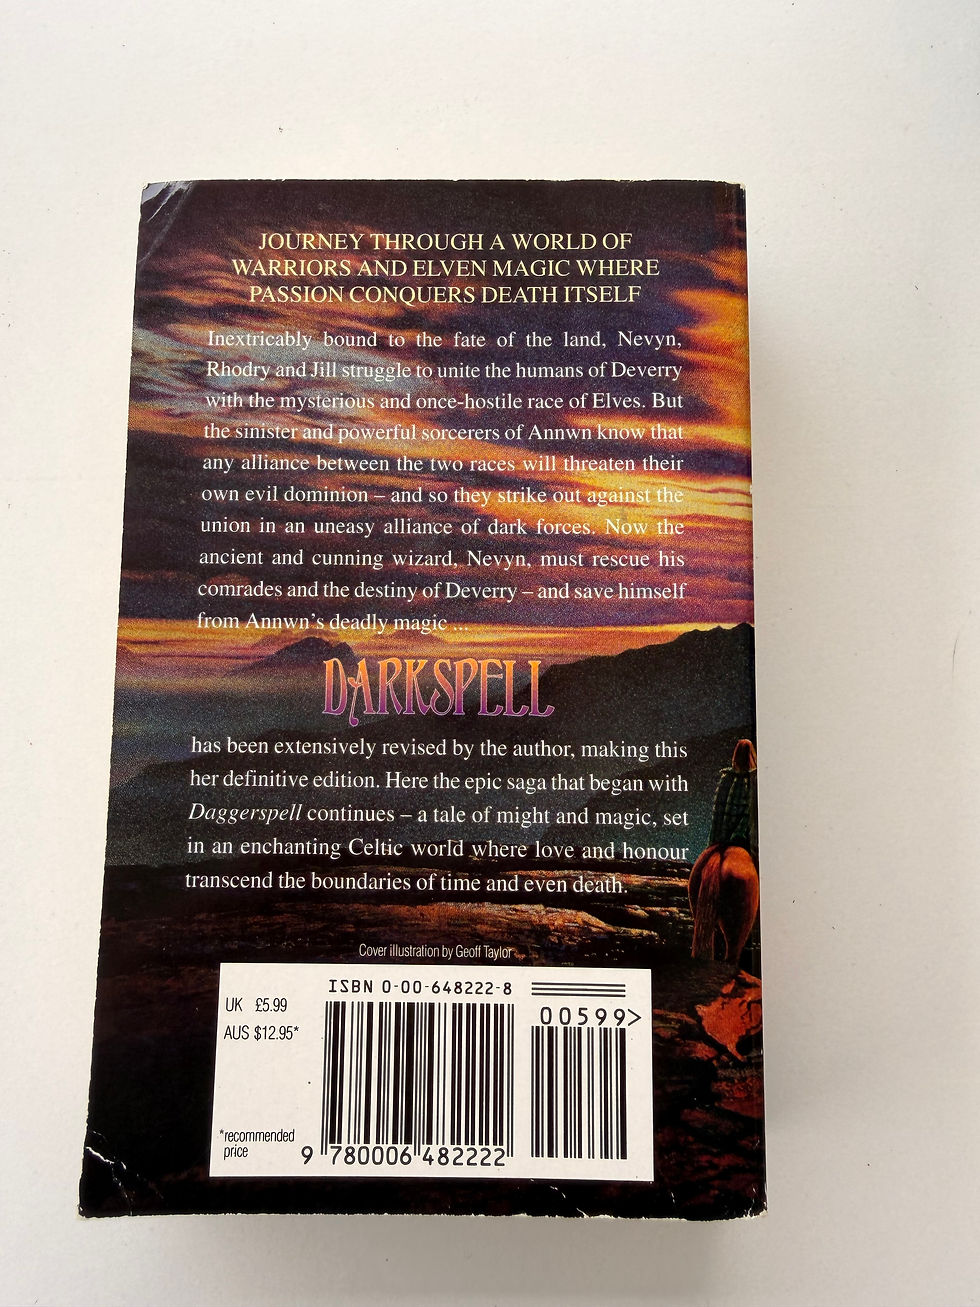 JOURNEY THROUGH A WORLD OF
WARRIORS AND ELVEN MAGIC WHERE
PASSION CONQUERS DEATH ITSELF
Inextricably bound to the fate of the land, Nevyn,
Rhodry and Jill struggle to unite the humans of Deverry
with the mysterious and once-hostile race of Elves. But
the sinister and powerful sorcerers of Annwn know that
any alliance between the two races will threaten their
own evil dominion – and so they strike out against the
union in an uneasy alliance of dark forces. Now the
ancient and cunning wizard, Nevyn, must rescue his
comrades and the destiny of Deverry – and save himself
from Annwn's deadly magic ...
DARKSPELL
has been extensively revised by the author, making this
her definitive edition. Here the epic saga that began with
Daggerspell continues – a tale of might and magic, set
in an enchanting Celtic world where love and honour
transcend the boundaries of time and even death.
Cover illustration by Geoff Taylor
ISBN 0-00-648222-8
UK £5.99
AUS $12.95*
00599>
*recommended
price
9 780006 482222